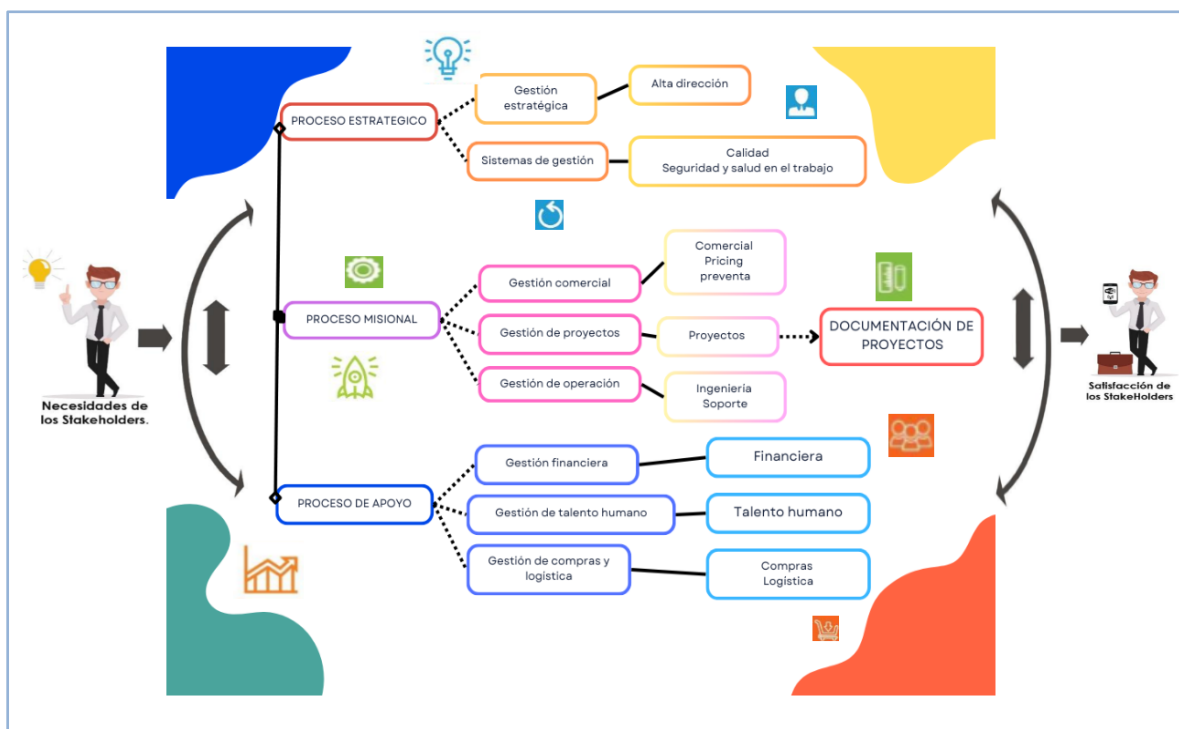 Gestión
estratégica
Alta dirección
PROCESO ESTRATEGICO
Sistemas de gestión
Calidad
Seguridad y salud en el trabajo
Comercial
Pricing
preventa
Gestión comercial
PROCESO MISIONAL
Gestión de proyectos
Proyectos
DOCUMENTACIÓN DE
PROYECTOS
Gestión de operación
Ingeniería
Soporte
Necesidades de
los Stakeholders.
Satisfacción de
los StakeHolders
Gestión financiera
Financiera
PROCESO DE APOYO
Gestión de talento humano
Talento humano
Gestión de compras y
logística
Compras
Logística